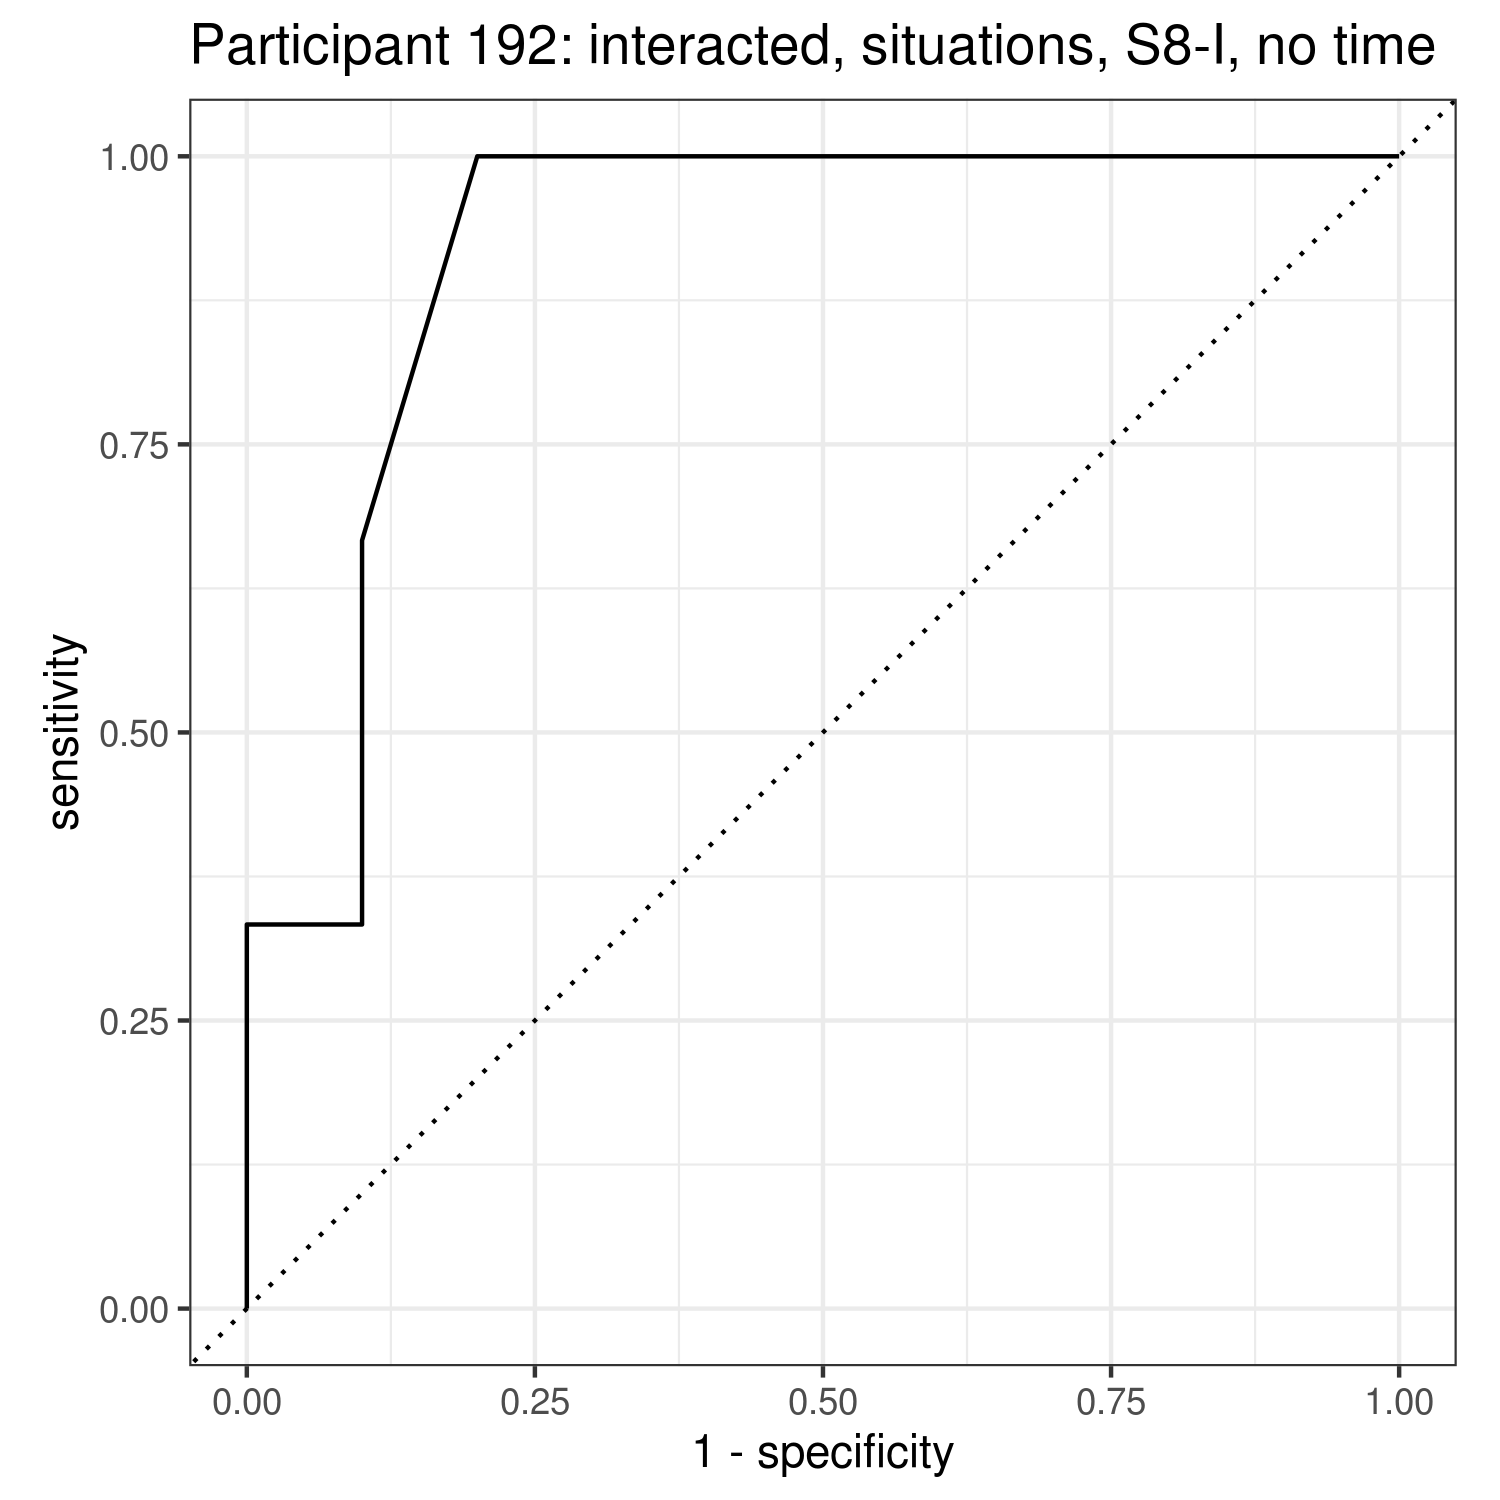 Participant 192: interacted, situations, S8-I, no time
1.00
0.75
0.50
0.25
0.00
sensitivity
0.00 0.25 0.50 0.75 1.00
1 - specificity